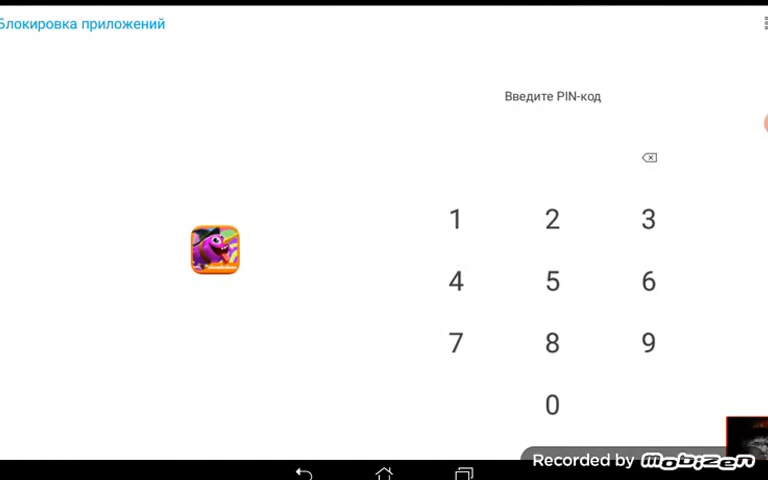 Блокировка приложений
Введите PIN-код
1 2 3
4 5 6
7 8 9
0
Recorded by mobizen